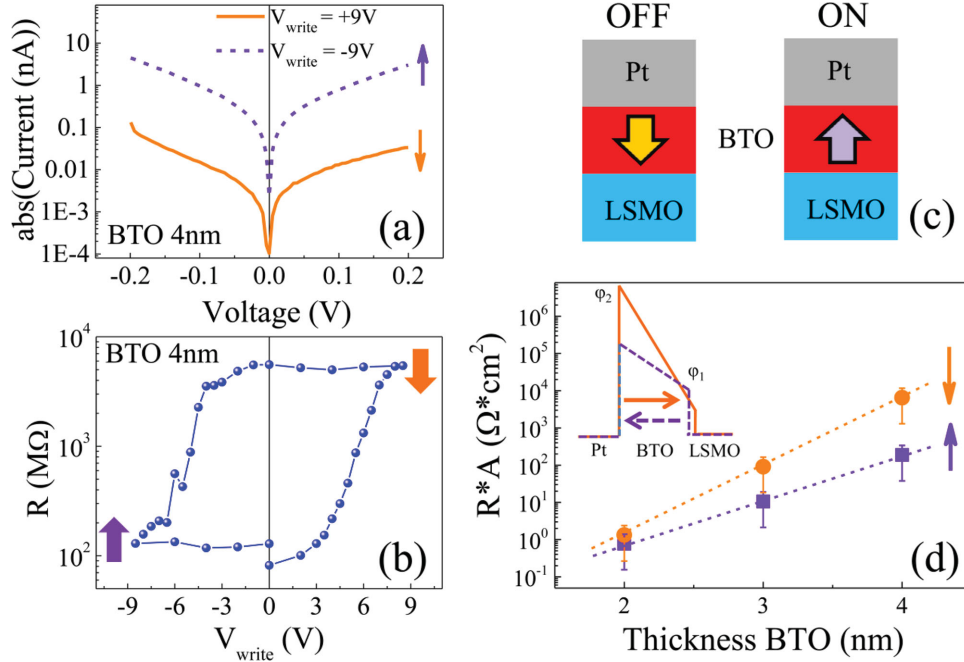 V_write = +9V
V_write = -9V
10
1
0.1
0.01
1E-3
1E-4
abs(Current (nA))
BTO 4nm
(a)
-0.2
-0.1
0.0
0.1
0.2
Voltage (V)
OFF
ON
Pt
Pt
BTO
LSMO
LSMO
(c)
BTO 4nm
10^4
10^3
10^2
R (MΩ)
(b)
-9
-6
-3
0
3
6
9
V_write (V)
10^6
10^5
10^4
10^3
10^2
10^1
10^0
10^-1
R*A (Ω*cm^2)
φ_2
φ_1
Pt
BTO
LSMO
(d)
2
3
4
Thickness BTO (nm)